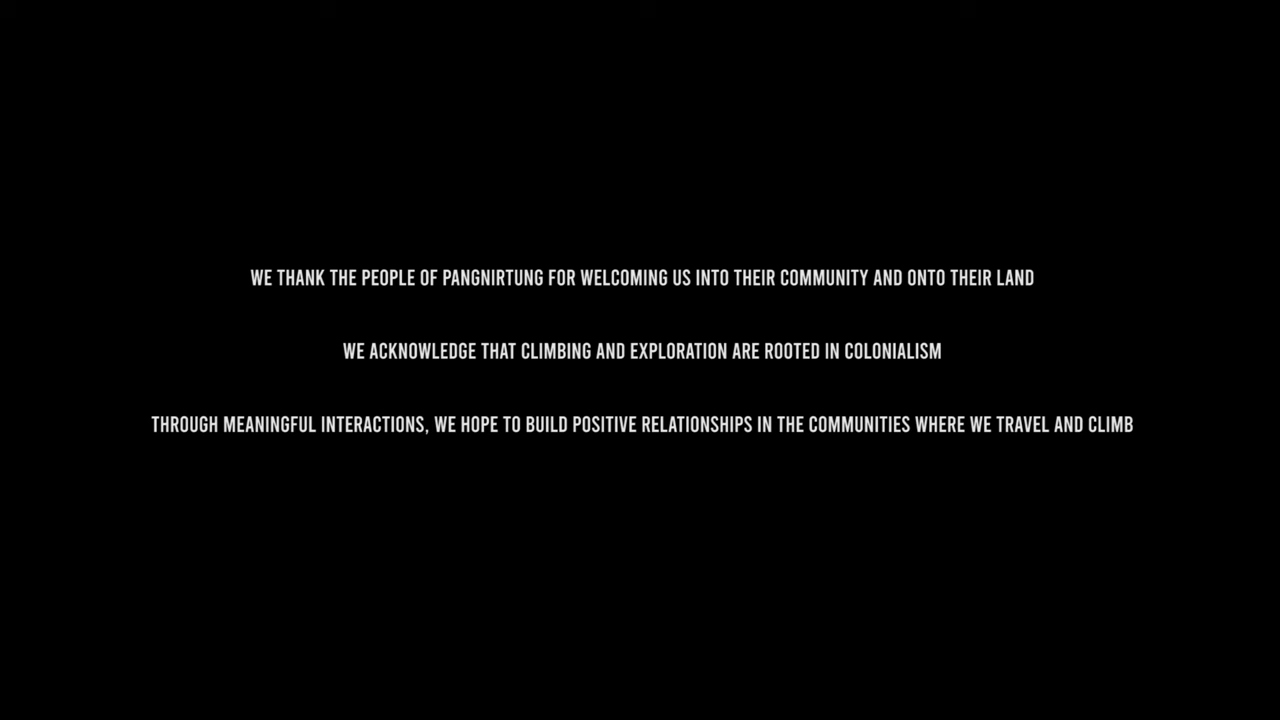 WE THANK THE PEOPLE OF PANGNIRTUNG FOR WELCOMING US INTO THEIR COMMUNITY AND ONTO THEIR LAND
WE ACKNOWLEDGE THAT CLIMBING AND EXPLORATION ARE ROOTED IN COLONIALISM
THROUGH MEANINGFUL INTERACTIONS, WE HOPE TO BUILD POSITIVE RELATIONSHIPS IN THE COMMUNITIES WHERE WE TRAVEL AND CLIMB